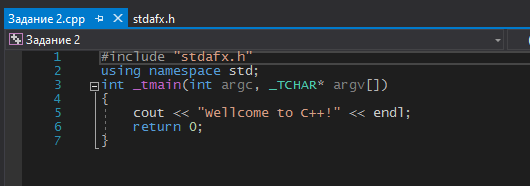 Задание 2.cpp stdafx.h
Задание 2
1 #include "stdafx.h"
2 using namespace std;
3 int _tmain(int argc, _TCHAR* argv[])
4 {
5 cout << "Wellcome to C++!" << endl;
6 return 0;
7 }